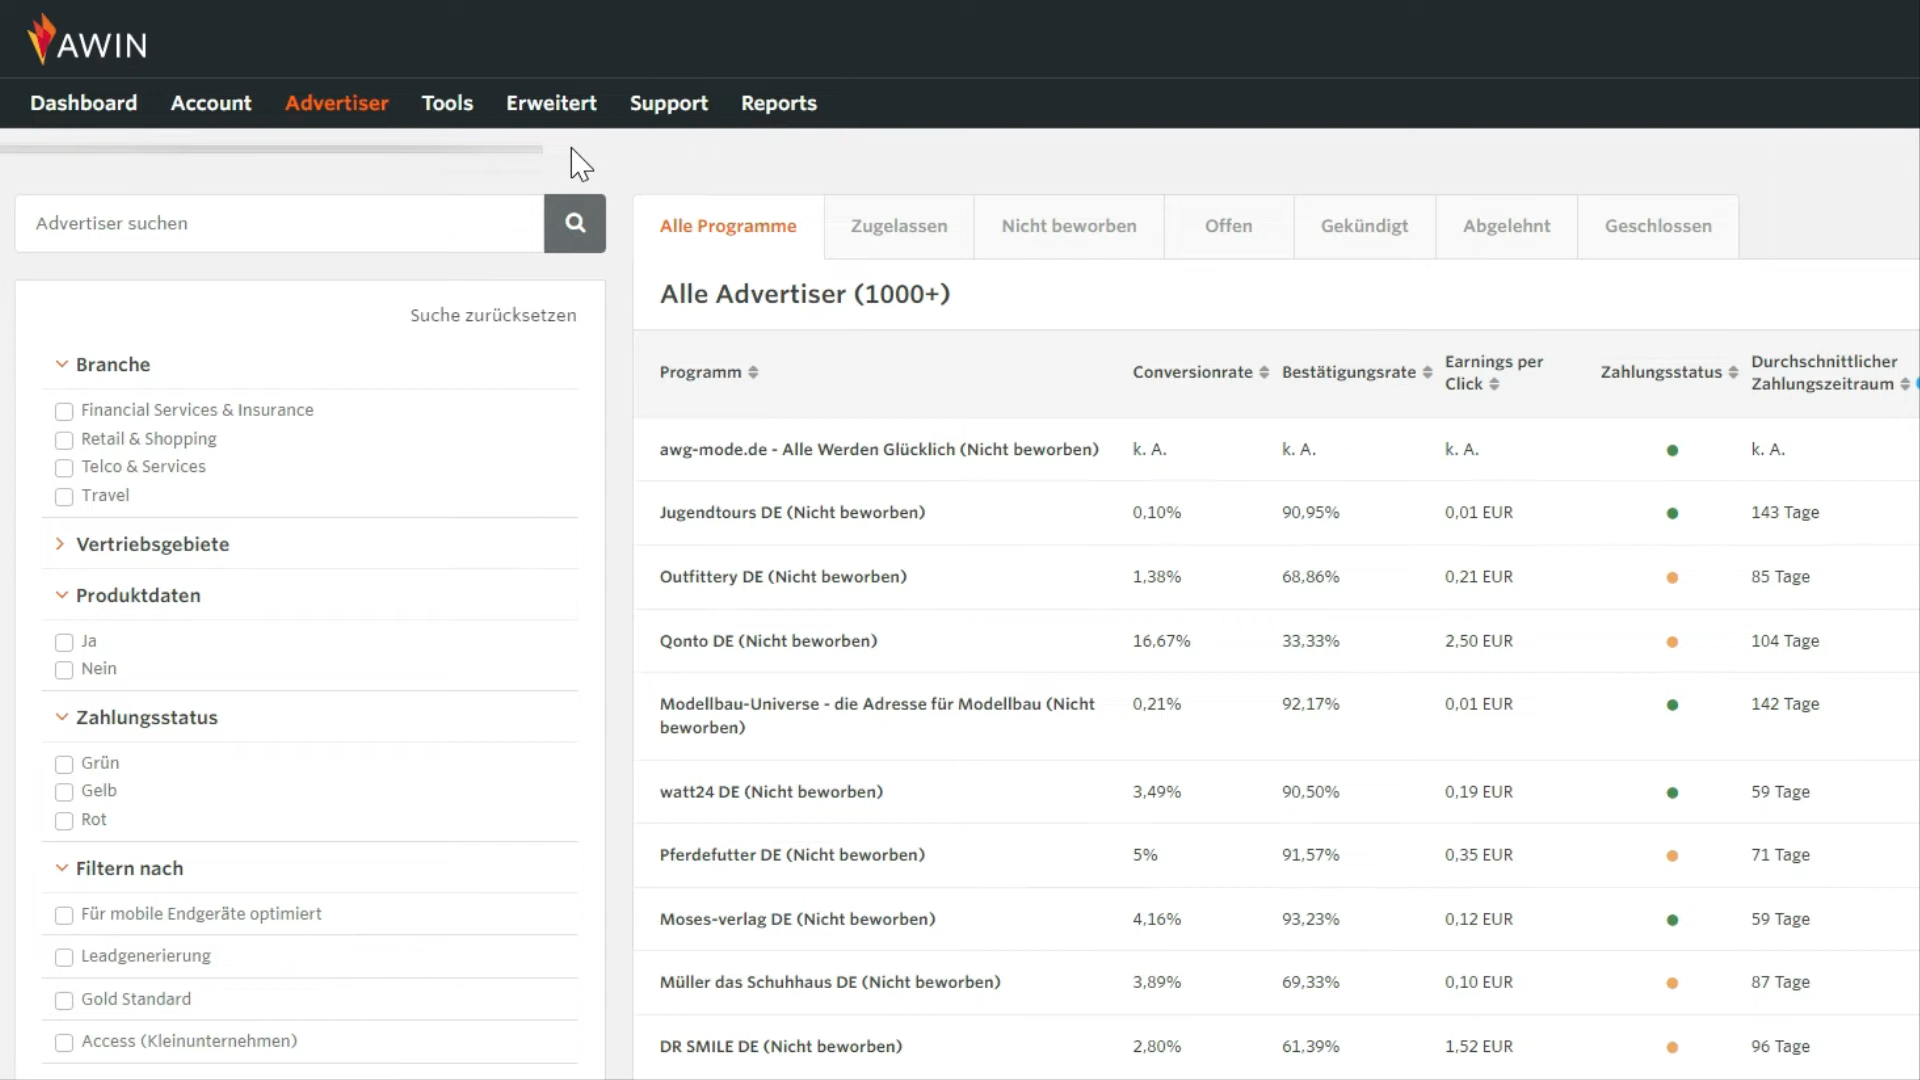 AWIN
Dashboard Account Advertiser Tools Erweitert Support Reports
Advertiser suchen
Suche zurücksetzen
Branche
Financial Services & Insurance
Retail & Shopping
Telco & Services
Travel
Vertriebsgebiete
Produktdaten
Ja
Nein
Zahlungsstatus
Grün
Gelb
Rot
Filtern nach
Für mobile Endgeräte optimiert
Leadgenerierung
Gold Standard
Access (Kleinunternehmen)
Alle Programme Zugelassen Nicht beworben Offen Gekündigt Abgelehnt Geschlossen
Alle Advertiser (1000+)
Programm Conversionrate Bestätigungsrate Earnings per Click Zahlungsstatus Durchschnittlicher Zahlungszeitraum
awg-mode.de - Alle Werden Glücklich (Nicht beworben) k. A. k. A. k. A. k. A.
Jugendtours DE (Nicht beworben) 0,10% 90,95% 0,01 EUR 143 Tage
Outfittery DE (Nicht beworben) 1,38% 68,86% 0,21 EUR 85 Tage
Qonto DE (Nicht beworben) 16,67% 33,33% 2,50 EUR 104 Tage
Modellbau-Universe - die Adresse für Modellbau (Nicht beworben) 0,21% 92,17% 0,01 EUR 142 Tage
watt24 DE (Nicht beworben) 3,49% 90,50% 0,19 EUR 59 Tage
Pferdefutter DE (Nicht beworben) 5% 91,57% 0,35 EUR 71 Tage
Moses-verlag DE (Nicht beworben) 4,16% 93,23% 0,12 EUR 59 Tage
Müller das Schuhhaus DE (Nicht beworben) 3,89% 69,33% 0,10 EUR 87 Tage
DR SMILE DE (Nicht beworben) 2,80% 61,39% 1,52 EUR 96 Tage